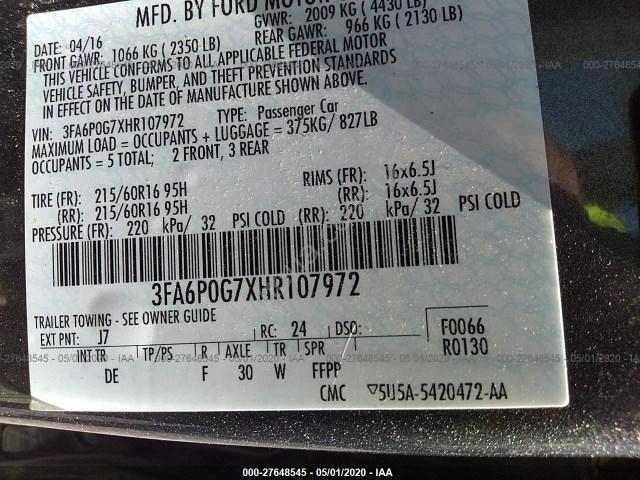 MFD. BY FORD MOTOR
DATE: 04/16 GVWR: 2009 KG ( 4430 LB)
FRONT GAWR: 1066 KG ( 2350 LB) REAR GAWR: 966 KG ( 2130 LB)
THIS VEHICLE CONFORMS TO ALL APPLICABLE FEDERAL MOTOR
VEHICLE SAFETY, BUMPER, AND THEFT PREVENTION STANDARDS
IN EFFECT ON THE DATE OF MANUFACTURE SHOWN ABOVE.
VIN: 3FA6P0G7XHR107972 TYPE: Passenger Car
MAXIMUM LOAD = OCCUPANTS + LUGGAGE = 375KG/ 827LB
OCCUPANTS = 5 TOTAL; 2 FRONT, 3 REAR
TIRE (FR): 215/60R16 95H RIMS (FR): 16x6.5J
(RR): 215/60R16 95H (RR): 16x6.5J
PRESSURE (FR): 220 kPa/ 32 PSI COLD (RR): 220 kPa/ 32 PSI COLD
3FA6P0G7XHR107972
TRAILER TOWING - SEE OWNER GUIDE
EXT PNT: J7 RC: 24 DSO: F0066
INT TR TP/PS R AXLE TR SPR R0130
DE F 30 W FFPP
CMC ▽5U5A-5420472-AA
000-27648545 - 05/01/2020 - IAA